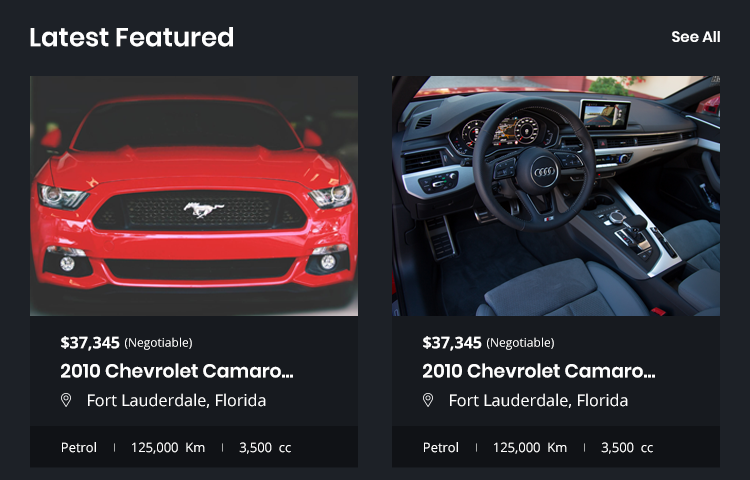 Latest Featured
See All
$37,345 (Negotiable)
2010 Chevrolet Camaro...
Fort Lauderdale, Florida
Petrol | 125,000 Km | 3,500 cc
$37,345 (Negotiable)
2010 Chevrolet Camaro...
Fort Lauderdale, Florida
Petrol | 125,000 Km | 3,500 cc